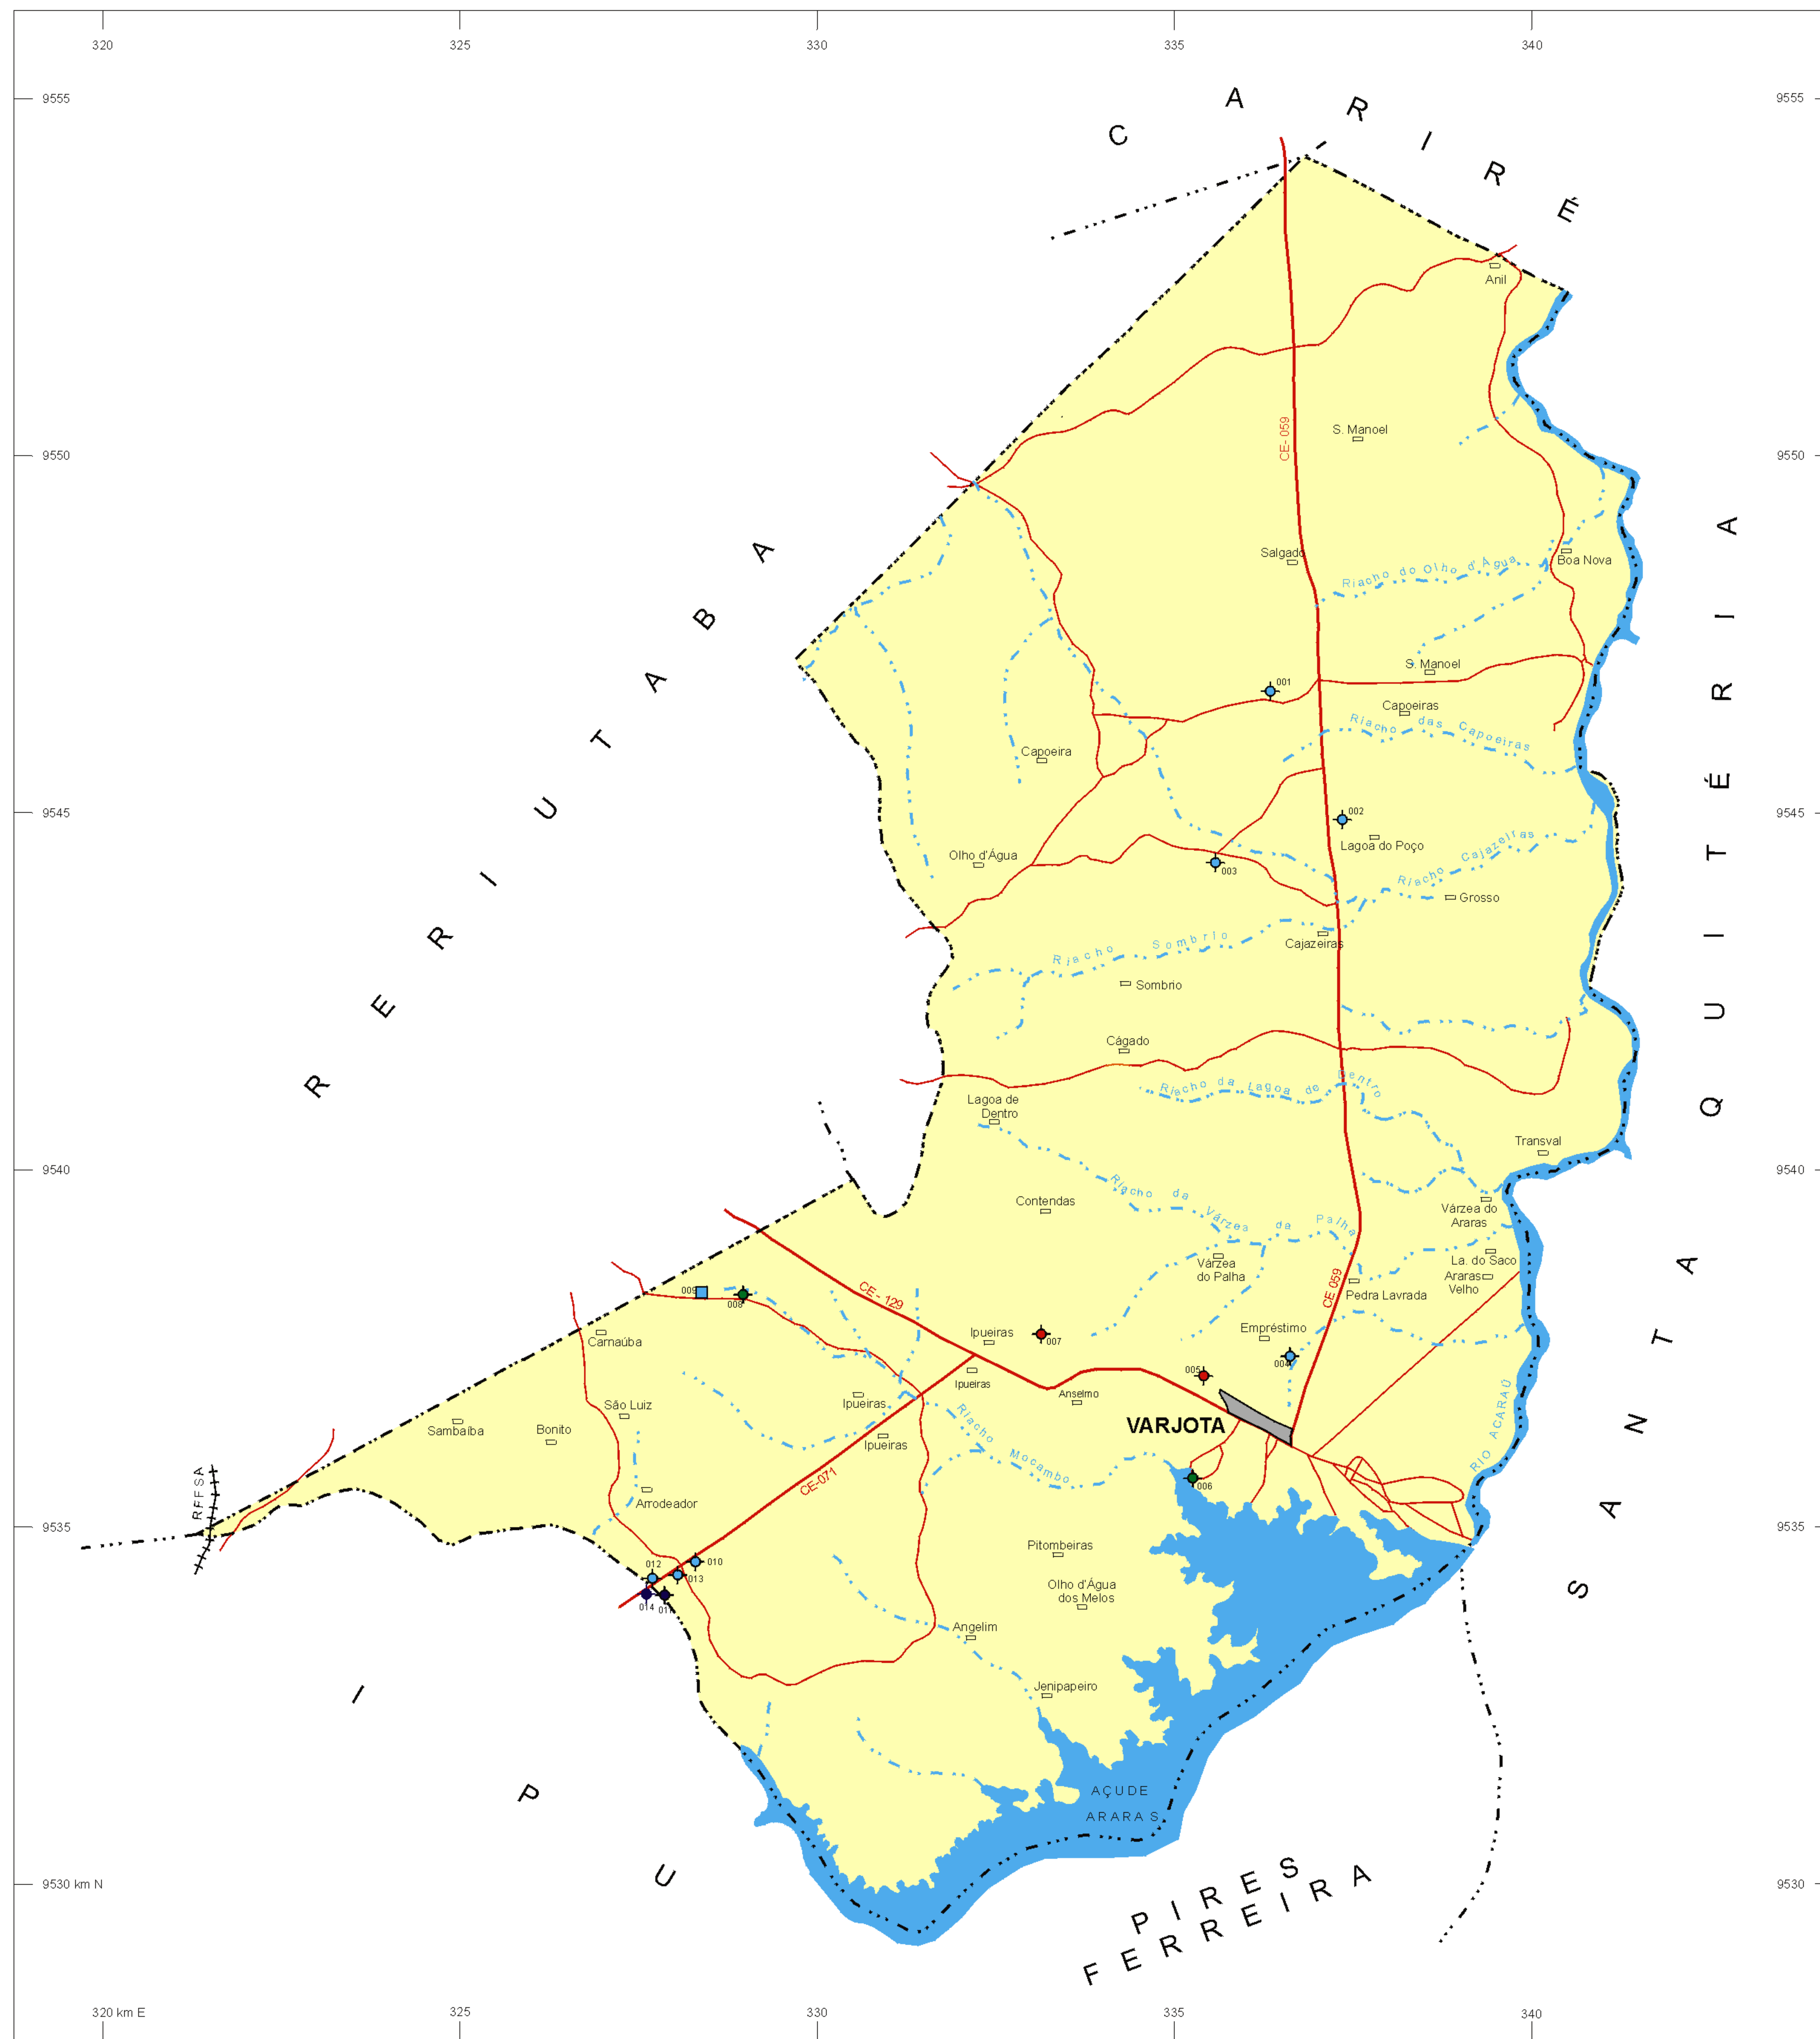 320 325 330 335 340
9555 9555
CARIRÉ
Anil
CE- 059
S. Manoel
9550 9550
RERIUTABA
SANTA QUITÉRIA
Salgado
Riacho do Olho d'Água
Boa Nova
S. Manoel
001
Capoeiras
Riacho das Capoeiras
Capoeira
002
9545 9545
Lagoa do Poço
Riacho Cajazeiras
Olho d'Água
003
Grosso
Riacho Sombrio
Cajazeiras
Sombrio
Cágado
Riacho da Lagoa de Dentro
Lagoa de
Dentro
Transval
9540 9540
Riacho da Várzea da Palha
Contendas
Várzea do
Araras
Várzea
do Palha
La. do Saco
Araras
Velho
CE 059
Pedra Lavrada
009
008
CE - 129
Ipueiras
007
Empréstimo
004
Carnaúba
005
Ipueiras
Anselmo
Ipueiras
São Luiz
Sambaíba
Bonito
VARJOTA
Ipueiras
Riacho Mocambo
RIO ACARAÚ
CE-071
006
RFFSA
Arrodeador
9535 9535
Pitombeiras
010
012
013
014
Olho d'Água
dos Melos
Angelim
Jenipapeiro
IPU
AÇUDE
ARARAS
9530 km N 9530
PIRES
FERREIRA
320 km E 325 330 335 340